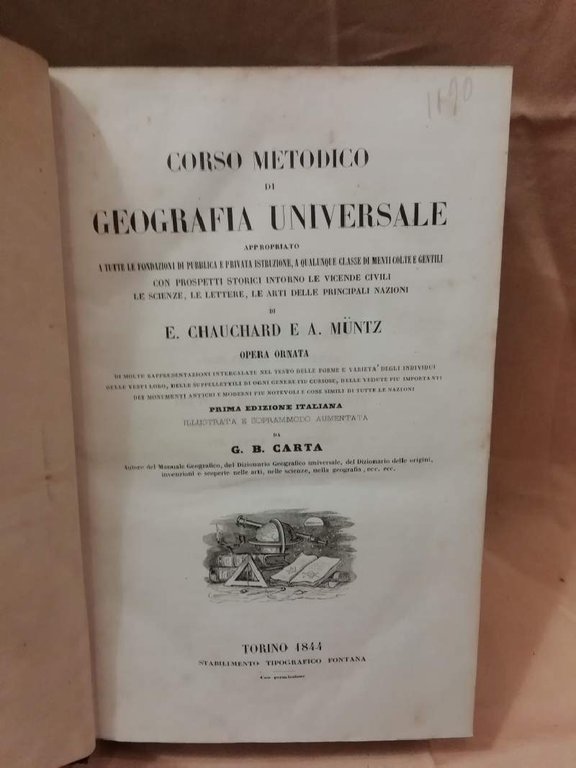 CORSO METODICO
DI
GEOGRAFIA UNIVERSALE
APPROPRIATO
A TUTTE LE FONDAZIONI DI PUBBLICA E PRIVATA ISTRUZIONE, A QUALUNQUE CLASSE DI MENTI COLTE E GENTILI
CON PROSPETTI STORICI INTORNO LE VICENDE CIVILI
LE SCIENZE, LE LETTERE, LE ARTI DELLE PRINCIPALI NAZIONI
DI
E. CHAUCHARD E A. MÜNTZ
OPERA ORNATA
DI MOLTE RAPPRESENTAZIONI INTERCALATE NEL TESTO DELLE FORME E VARIETA' DEGLI INDIVIDUI
DELLE VESTI LORO, DELLE SUPPELLETTILI DI OGNI GENERE PIU CURIOSE, DELLE VEDUTE PIU IMPORTANTI
DEI MONUMENTI ANTICHI E MODERNI PIU NOTEVOLI E COSE SIMILI DI TUTTE LE NAZIONI
PRIMA EDIZIONE ITALIANA
ILLUSTRATA E SOPRAMMODO AUMENTATA
DA
G. B. CARTA
Autore del Manuale Geografico, del Dizionario Geografico universale, del Dizionario delle origini,
invenzioni e scoperte nelle arti, nelle scienze, nella geografia, ecc. ecc.
TORINO 1844
STABILIMENTO TIPOGRAFICO FONTANA
Con permissione